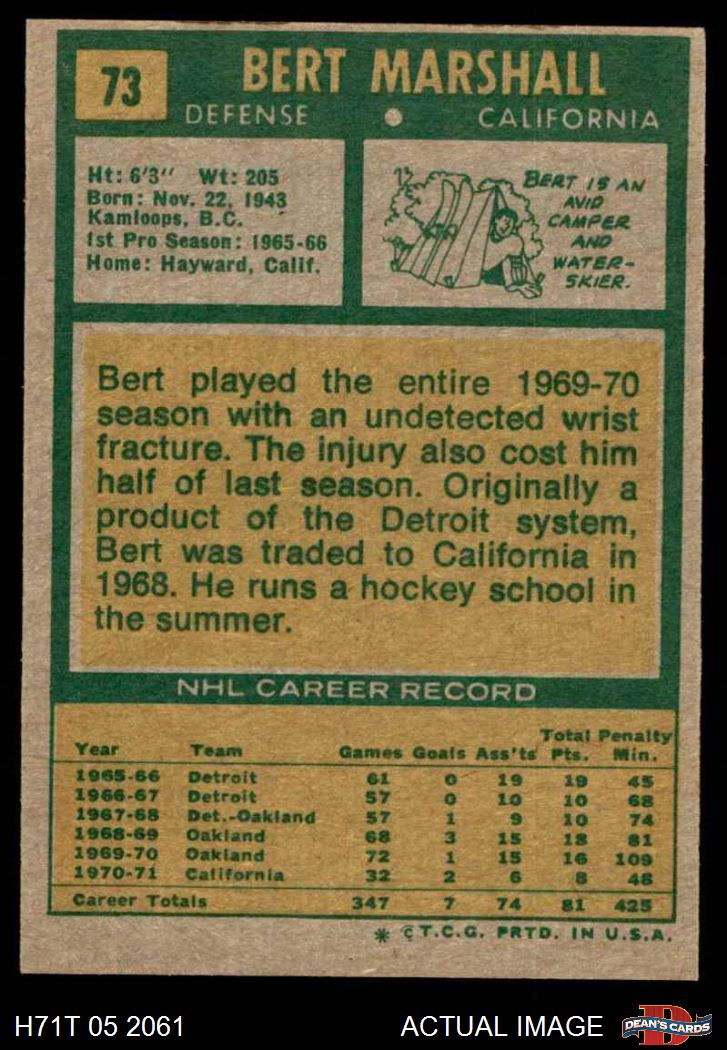 73
BERT MARSHALL
DEFENSE • CALIFORNIA
Ht: 6'3'' Wt: 205
Born: Nov. 22, 1943
Kamloops, B.C.
1st Pro Season: 1965-66
Home: Hayward, Calif.
BERT IS AN
AVID
CAMPER
AND
WATER-
SKIER.
Bert played the entire 1969-70
season with an undetected wrist
fracture. The injury also cost him
half of last season. Originally a
product of the Detroit system,
Bert was traded to California in
1968. He runs a hockey school in
the summer.
NHL CAREER RECORD
Year Team Games Goals Ass'ts Total Pts. Penalty Min.
1965-66 Detroit 61 0 19 19 45
1966-67 Detroit 57 0 10 10 68
1967-68 Det.-Oakland 57 1 9 10 74
1968-69 Oakland 68 3 15 18 81
1969-70 Oakland 72 1 15 16 109
1970-71 California 32 2 6 8 48
Career Totals 347 7 74 81 425
* © T.C.G. PRTD. IN U.S.A.
H71T 05 2061 ACTUAL IMAGE
D
DEAN'S CARDS